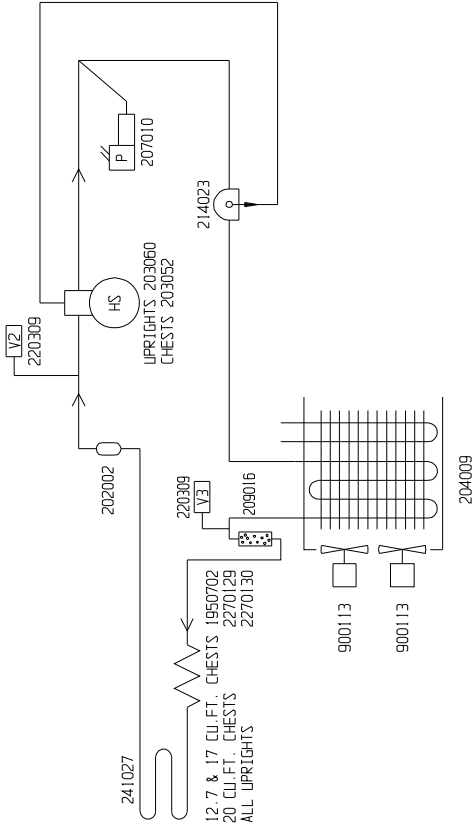 V2
220309
202002
HS
P
241027
207010
UPRIGHTS 203060
CHESTS 203052
220309
V3
214023
12.7 & 17 CU.FT. CHESTS 1950702
20 CU.FT. CHESTS 2270129
ALL UPRIGHTS 2270130
209016
900113
900113
204009